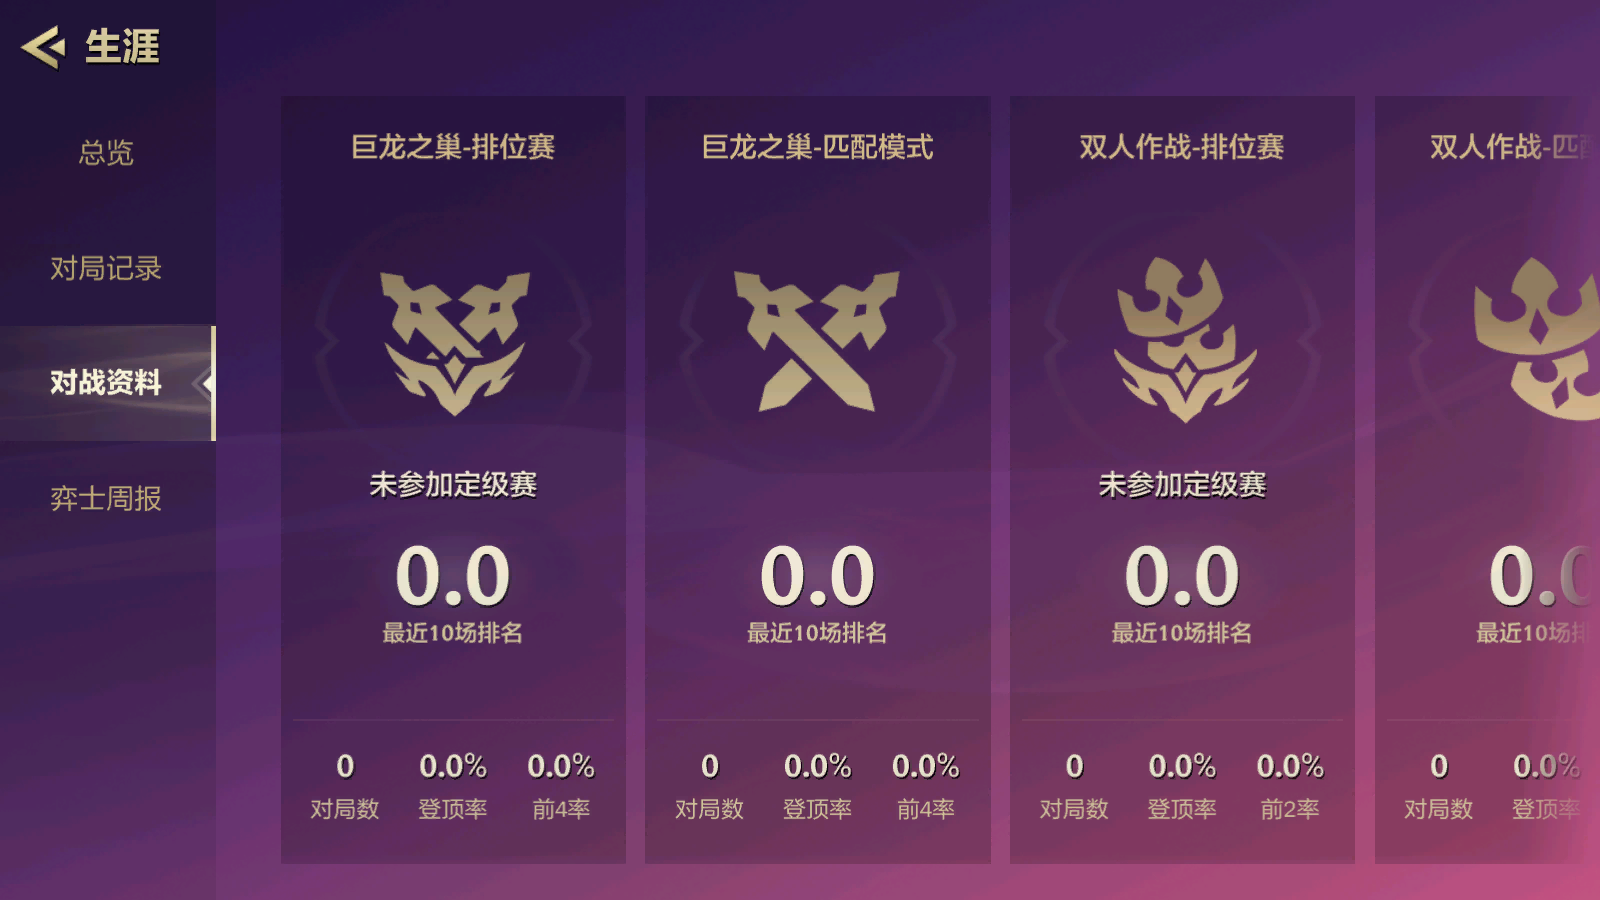 生涯
总览
对局记录
对战资料
弈士周报
巨龙之巢-排位赛
未参加定级赛
0.0
最近10场排名
0 0.0% 0.0%
对局数 登顶率 前4率
巨龙之巢-匹配模式
0.0
最近10场排名
0 0.0% 0.0%
对局数 登顶率 前4率
双人作战-排位赛
未参加定级赛
0.0
最近10场排名
0 0.0% 0.0%
对局数 登顶率 前2率
双人作战-匹配
0.0
最近10场排
0 0.0%
对局数 登顶率